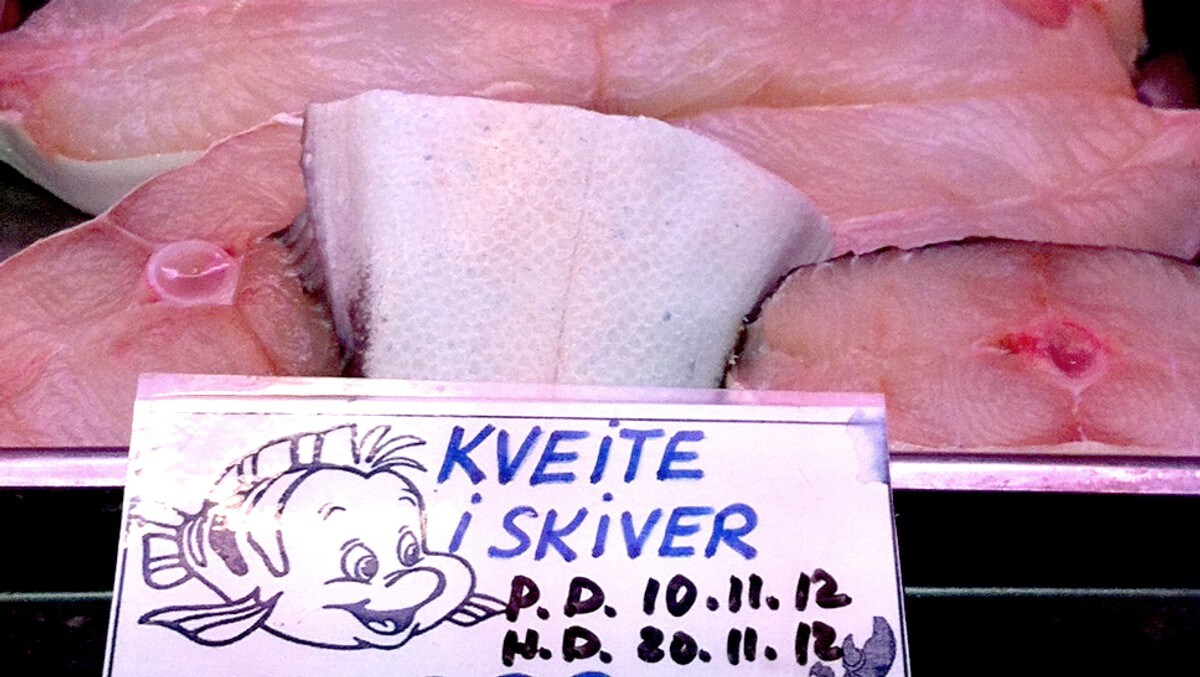 KVEiTE
i SKiVER
P.D. 10.11.12
H.D. 20.11.12